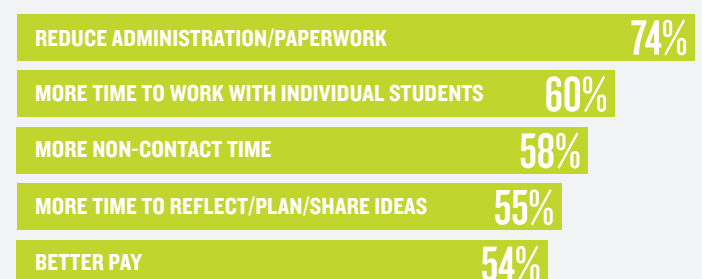 REDUCE ADMINISTRATION/PAPERWORK 74%
MORE TIME TO WORK WITH INDIVIDUAL STUDENTS 60%
MORE NON-CONTACT TIME 58%
MORE TIME TO REFLECT/PLAN/SHARE IDEAS 55%
BETTER PAY 54%